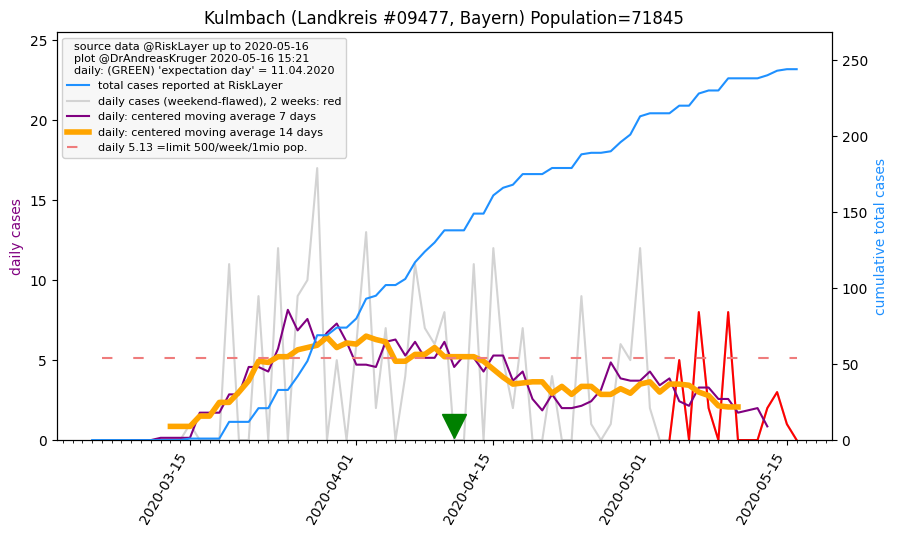 Kulmbach (Landkreis #09477, Bayern) Population=71845
source data @RiskLayer up to 2020-05-16
plot @DrAndreasKruger 2020-05-16 15:21
daily: (GREEN) 'expectation day' = 11.04.2020
total cases reported at RiskLayer
daily cases (weekend-flawed), 2 weeks: red
daily: centered moving average 7 days
daily: centered moving average 14 days
daily 5.13 =limit 500/week/1mio pop.
25
20
15
10
5
0
daily cases
250
200
150
100
50
0
cumulative total cases
2020-03-15
2020-04-01
2020-04-15
2020-05-01
2020-05-15